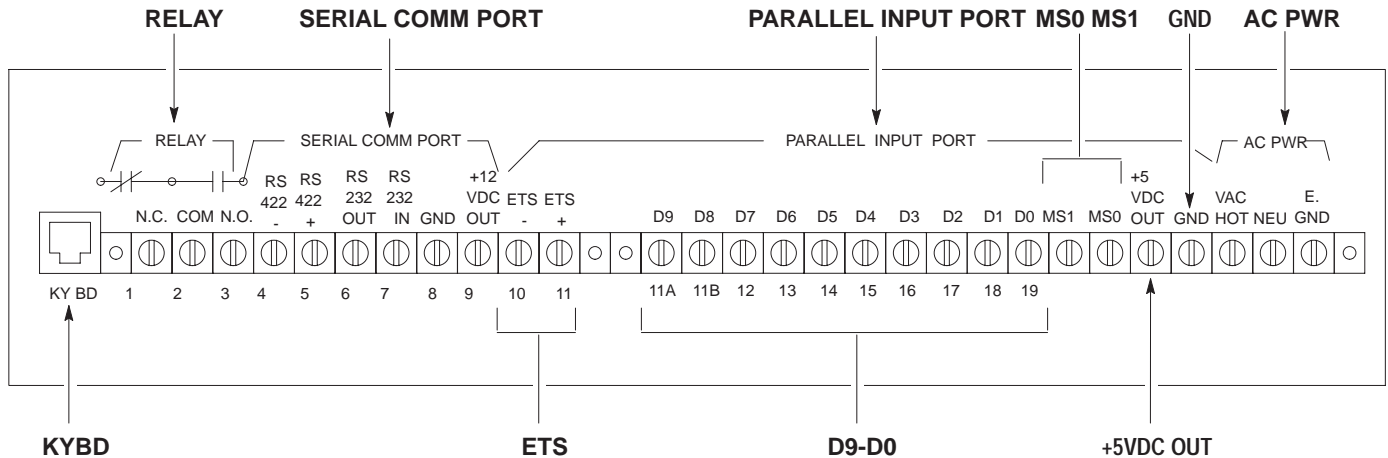 RELAY SERIAL COMM PORT PARALLEL INPUT PORT MS0 MS1 GND AC PWR
RELAY SERIAL COMM PORT PARALLEL INPUT PORT AC PWR
+12 +5
RS RS RS RS VDC ETS ETS VDC VAC E.
422 422 232 232 OUT - + OUT HOT GND
- + OUT IN
N.C. COM N.O. GND D9 D8 D7 D6 D5 D4 D3 D2 D1 D0 MS1 MS0 GND NEU
KY BD 1 2 3 4 5 6 7 8 9 10 11 11A 11B 12 13 14 15 16 17 18 19
KYBD ETS D9-D0 +5VDC OUT